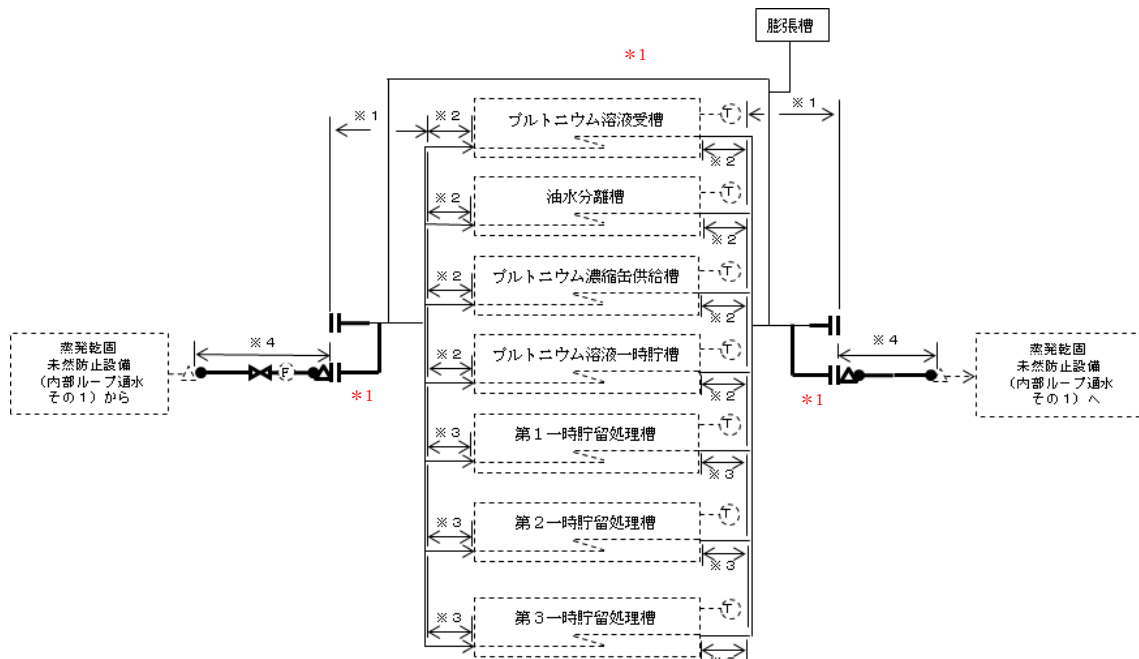 膨張槽
*1
※1
※2
プルトニウム溶液受槽
T
※1
※2
※2
油水分離槽
T
※2
※2
プルトニウム濃縮缶供給槽
T
※2
蒸発乾固
未然防止設備
(内部ループ通水
その1)から
※4
F
*1
※2
プルトニウム溶液一時貯槽
T
※2
*1
※4
蒸発乾固
未然防止設備
(内部ループ通水
その1)へ
※3
第1一時貯留処理槽
T
※3
※3
第2一時貯留処理槽
T
※3
※3
第3一時貯留処理槽
T